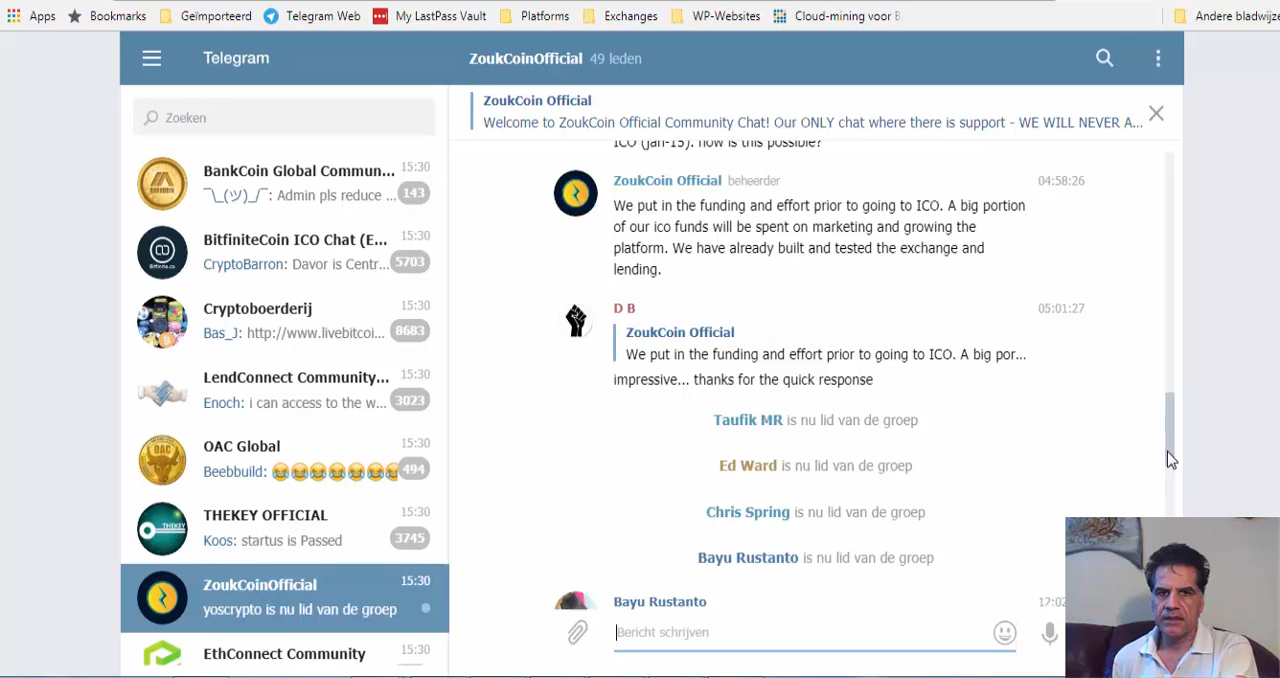 Apps Bookmarks Geïmporteerd Telegram Web My LastPass Vault Platforms Exchanges WP-Websites Cloud-mining voor B Andere bladwijze
Telegram
ZoukCoinOfficial 49 leden
Zoeken
BankCoin Global Commun... 15:30
¯\_(ツ)_/¯: Admin pls reduce ... 143
BitfiniteCoin ICO Chat (E... 15:30
CryptoBarron: Davor is Centr... 5703
Cryptoboerderij 15:30
Bas_J: http://www.livebitcoi... 8683
LendConnect Community... 15:30
Enoch: i can access to the w... 3023
OAC Global 15:30
Beebbuild: 😂😂😂😂😂😂😂 494
THEKEY OFFICIAL 15:30
Koos: startus is Passed 3745
ZoukCoinOfficial 15:30
yoscrypto is nu lid van de groep
EthConnect Community 15:30
ZoukCoin Official
Welcome to ZoukCoin Official Community Chat! Our ONLY chat where there is support - WE WILL NEVER A...
ICO (jan-15). how is this possible?
ZoukCoin Official beheerder 04:58:26
We put in the funding and effort prior to going to ICO. A big portion
of our ico funds will be spent on marketing and growing the
platform. We have already built and tested the exchange and
lending.
D B 05:01:27
ZoukCoin Official
We put in the funding and effort prior to going to ICO. A big por...
impressive... thanks for the quick response
Taufik MR is nu lid van de groep
Ed Ward is nu lid van de groep
Chris Spring is nu lid van de groep
Bayu Rustanto is nu lid van de groep
Bayu Rustanto 17:02
Bericht schrijven